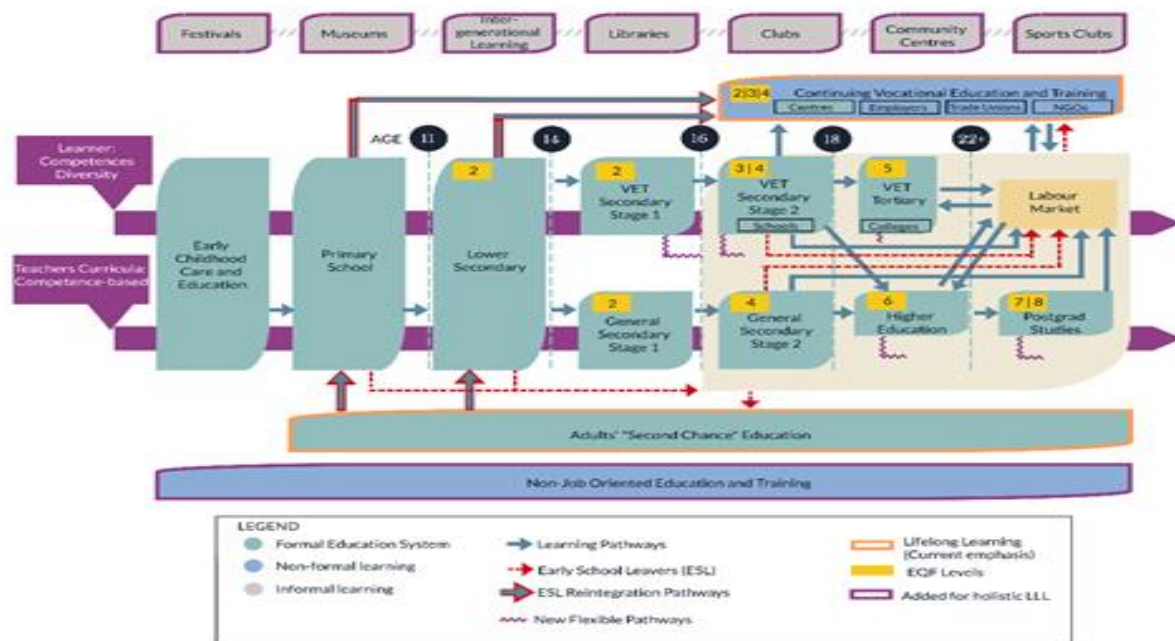 Festivals
Museums
Inter-
generational
Learning
Libraries
Clubs
Community
Centres
Sports Clubs
2|3|4
Continuing Vocational Education and Training
Centres
Employers
Trade Unions
NGOs
AGE
11
14
16
18
22+
Learner:
Competences
Diversity
Teachers Curricula:
Competence-based
Early
Childhood
Care and
Education
Primary
School
2
Lower
Secondary
2
VET
Secondary
Stage 1
3|4
VET
Secondary
Stage 2
Schools
5
VET
Tertiary
Colleges
Labour
Market
2
General
Secondary
Stage 1
4
General
Secondary
Stage 2
6
Higher
Education
7|8
Postgrad
Studies
Adults' "Second Chance" Education
Non-Job Oriented Education and Training
LEGEND
Formal Education System
Non-formal learning
Informal learning
Learning Pathways
Early School Leavers (ESL)
ESL Reintegration Pathways
New Flexible Pathways
Lifelong Learning
(Current emphasis)
EQF Levels
Added for holistic LLL